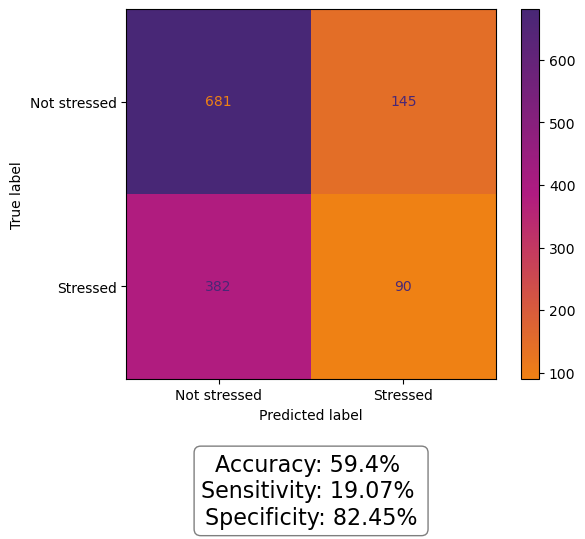 True label
Not stressed
681
145
Stressed
382
90
Not stressed
Stressed
Predicted label
600
500
400
300
200
100
Accuracy: 59.4%
Sensitivity: 19.07%
Specificity: 82.45%